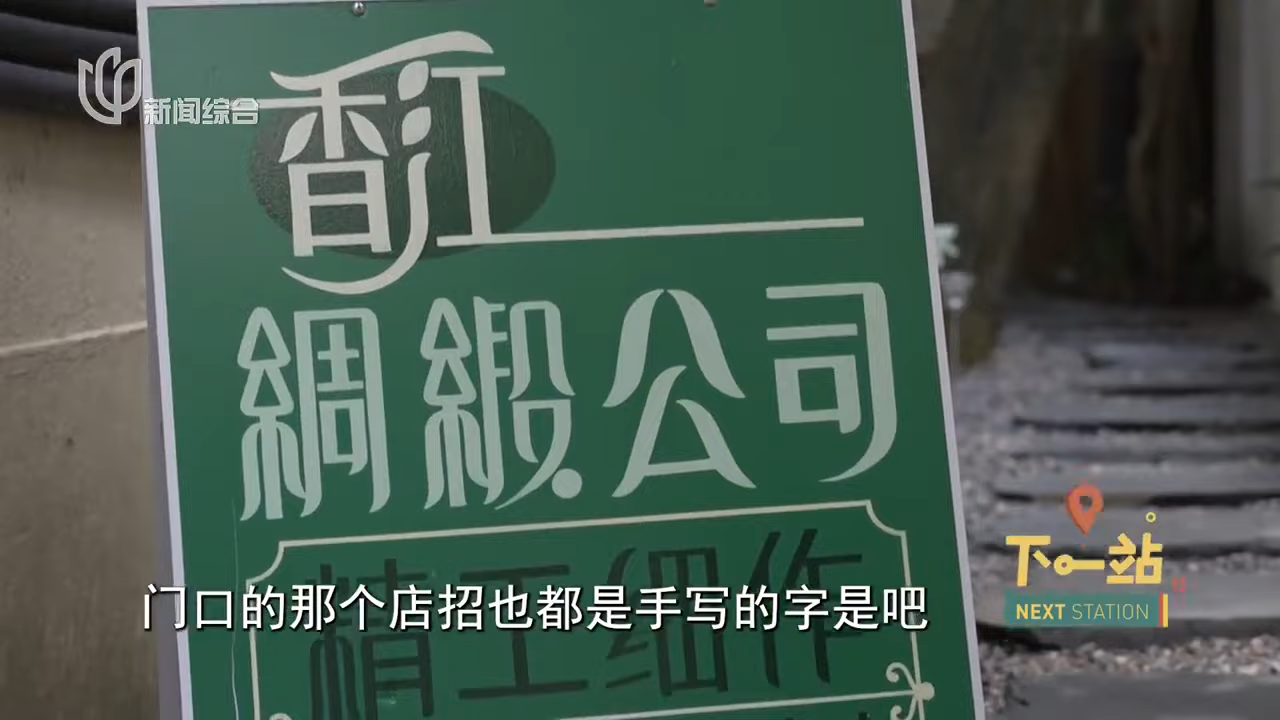 新闻综合
香江
綢緞公司
精工细作
门口的那个店招也都是手写的字是吧
下一站
NEXT STATION